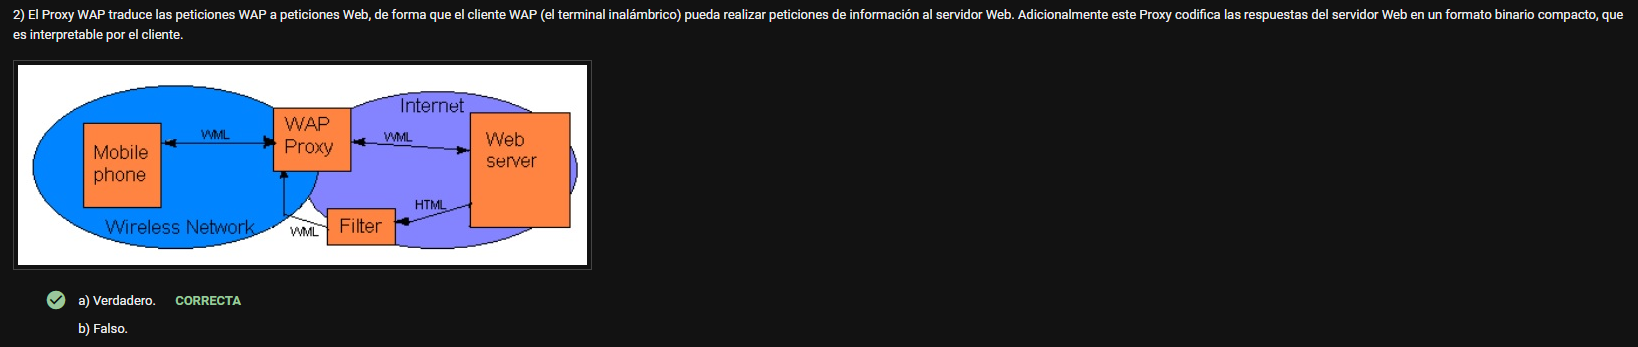 2) El Proxy WAP traduce las peticiones WAP a peticiones Web, de forma que el cliente WAP (el terminal inalámbrico) pueda realizar peticiones de información al servidor Web. Adicionalmente este Proxy codifica las respuestas del servidor Web en un formato binario compacto, que
es interpretable por el cliente.
Internet
WAP
Proxy
WML
WML
Web
server
Mobile
phone
HTML
Filter
Wireless Network
WML
a) Verdadero. CORRECTA
b) Falso.